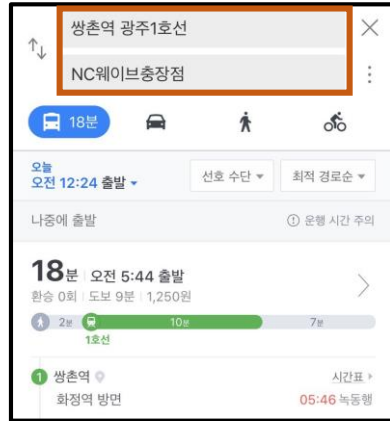 쌍촌역 광주1호선
NC웨이브충장점
18분
오늘
오전 12:24 출발
선호 수단
최적 경로순
나중에 출발
운행 시간 주의
18분 오전 5:44 출발
환승 0회 도보 9분 1,250원
2분 10분 7분
1호선
1 쌍촌역 시간표
화정역 방면 05:46 녹동행